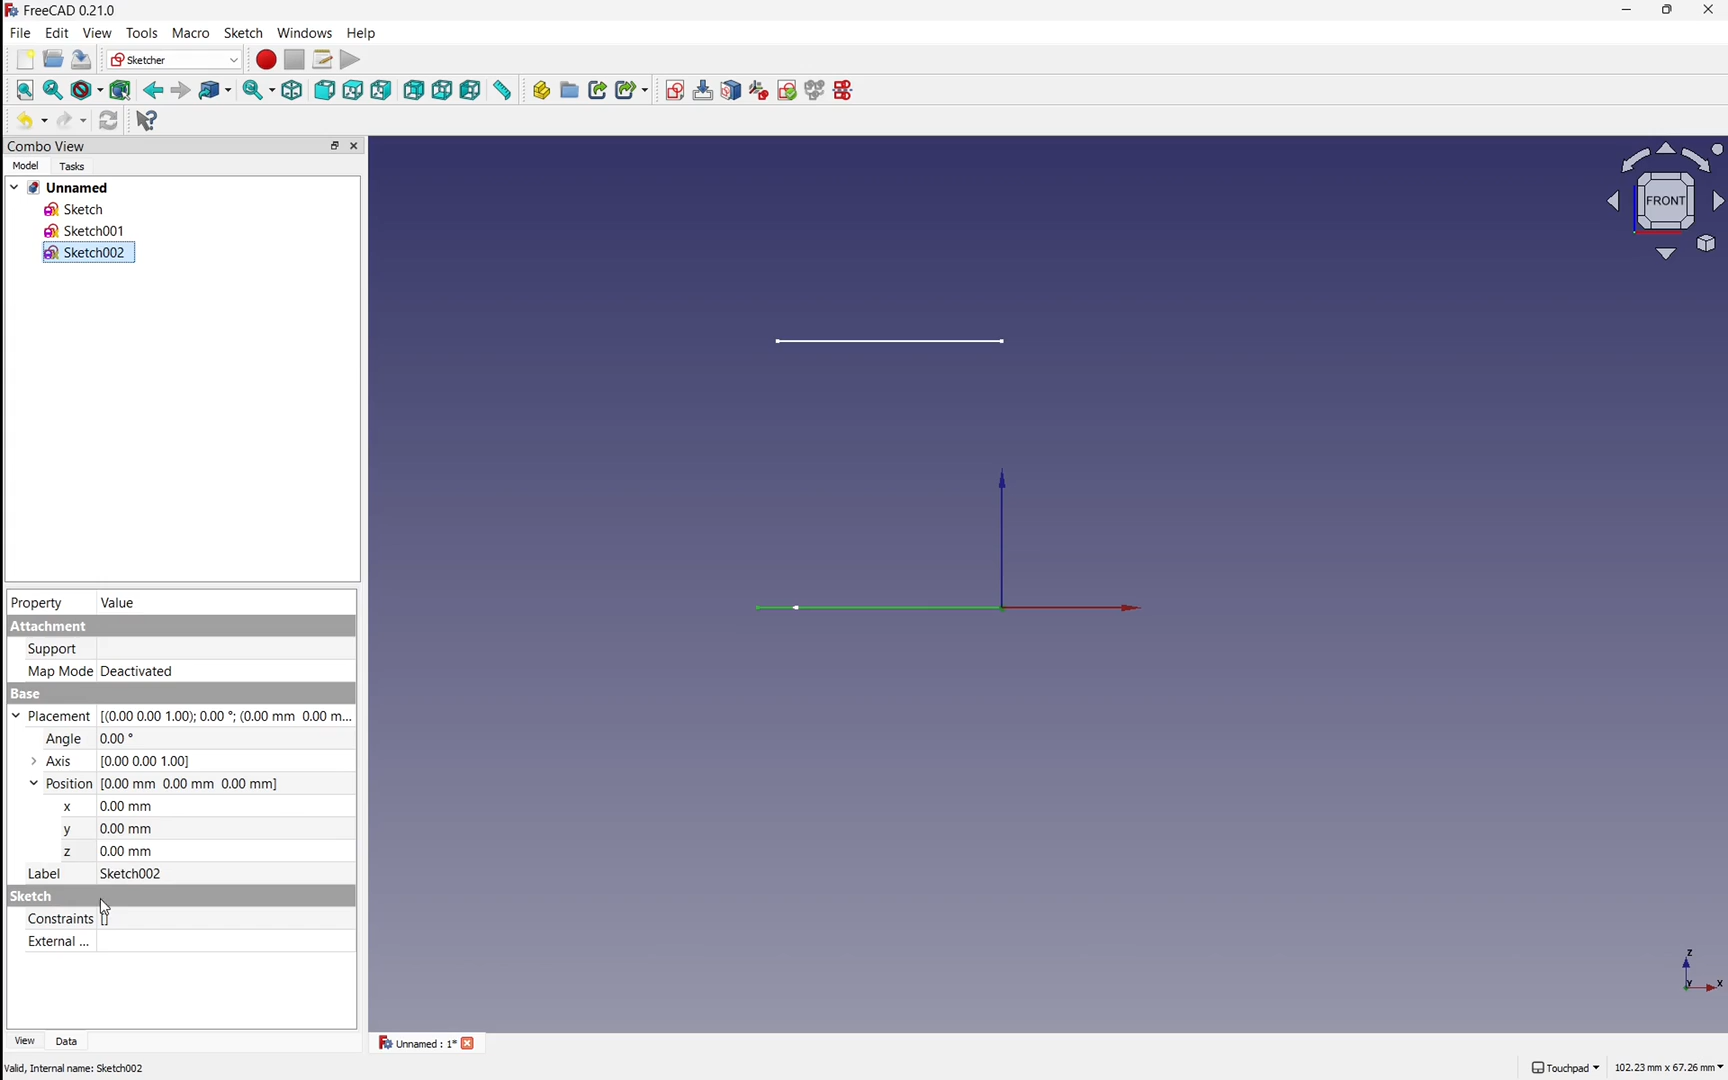 FreeCAD 0.21.0
File Edit View Tools Macro Sketch Windows Help
Sketcher
Combo View
Model Tasks
Unnamed
Sketch
Sketch001
Sketch002
FRONT
Property Value
Attachment
Support
Map Mode Deactivated
Base
Placement [(0.00 0.00 1.00); 0.00 °; (0.00 mm 0.00 m...
Angle 0.00 °
Axis [0.00 0.00 1.00]
Position [0.00 mm 0.00 mm 0.00 mm]
x 0.00 mm
y 0.00 mm
z 0.00 mm
Label Sketch002
Sketch
Constraints []
External ...
Z
Y X
View Data
Unnamed : 1*
Valid, Internal name: Sketch002
Touchpad
102.23 mm x 67.26 mm